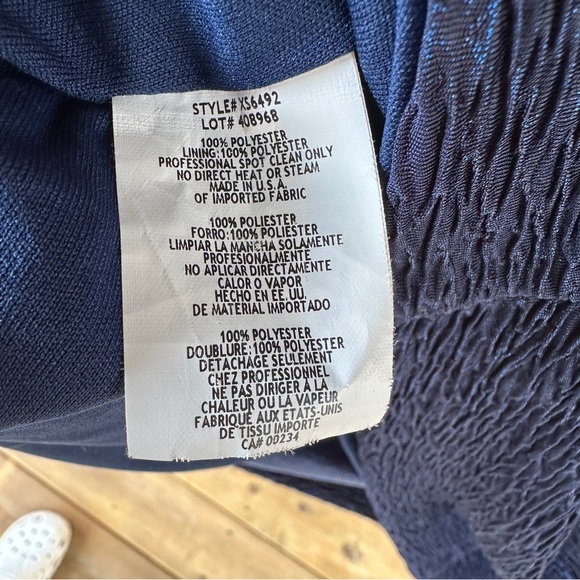 STYLE# XS6492
LOT# 408968
100% POLYESTER
LINING: 100% POLYESTER
PROFESSIONAL SPOT CLEAN ONLY
NO DIRECT HEAT OR STEAM
MADE IN U.S.A.
OF IMPORTED FABRIC
100% POLIESTER
FORRO: 100% POLIESTER
LIMPIAR LA MANCHA SOLAMENTE
PROFESIONALMENTE
NO APLICAR DIRECTAMENTE
CALOR O VAPOR
HECHO EN EE.UU.
DE MATERIAL IMPORTADO
100% POLYESTER
DOUBLURE: 100% POLYESTER
DETACHAGE SEULEMENT
CHEZ PROFESSIONNEL
NE PAS DIRIGER À LA
CHALEUR OU LA VAPEUR
FABRIQUÉ AUX ETATS-UNIS
DE TISSU IMPORTE
CA# 00234